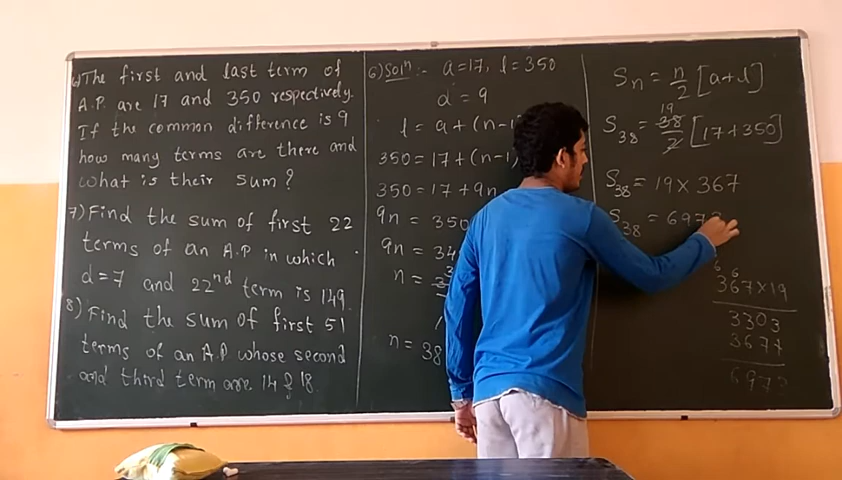 6) The first and last term of
A.P. are 17 and 350 respectively.
If the common difference is 9
how many terms are there and
what is their sum?
7) Find the sum of first 22
terms of an A.P in which
d=7 and 22nd term is 149.
8) Find the sum of first 51
terms of an A.P whose second
and third term are 14 & 18.
6) Solⁿ :- a=17, l=350
d=9
l = a+(n-1
350=17+(n-1)
350=17+9n
9n = 350
9n = 34
n =
n = 38
Sn = n/2 [a+l]
19
S38 = 38/2 [17+350]
S38 = 19×367
S38 = 697
6 6
367×19
3303
3677
6973